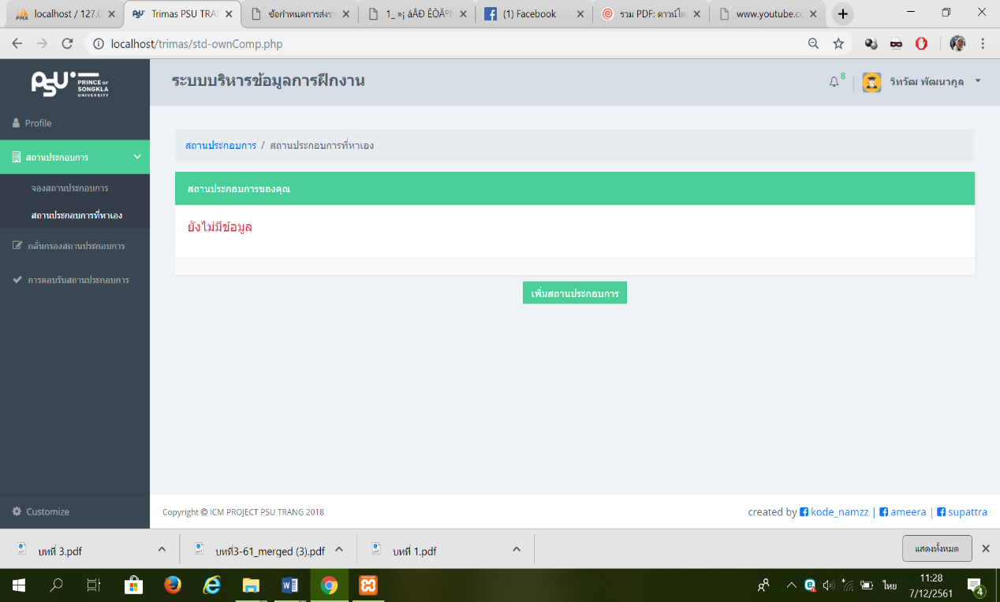 localhost / 127.0
Trimas PSU TRAN
ข้อกำหนดการส่งรา
1_ »¡ áÅÐ ÊÒÃº
(1) Facebook
รวม PDF: ดาวน์โห
www.youtube.co
localhost/trimas/std-ownComp.php
PSU PRINCE OF SONGKLA UNIVERSITY
ระบบบริหารข้อมูลการฝึกงาน
8
วิทวัฒ พัฒนากูล
Profile
สถานประกอบการ
จองสถานประกอบการ
สถานประกอบการที่หาเอง
กลั่นกรองสถานประกอบการ
การตอบรับสถานประกอบการ
สถานประกอบการ / สถานประกอบการที่หาเอง
สถานประกอบการของคุณ
ยังไม่มีข้อมูล
เพิ่มสถานประกอบการ
Customize
Copyright © ICM PROJECT PSU TRANG 2018
created by kode_namzz | ameera | supattra
บทที่ 3.pdf
บทที่3-61_merged (3).pdf
บทที่ 1.pdf
แสดงทั้งหมด
ไทย
11:28
7/12/2561
4